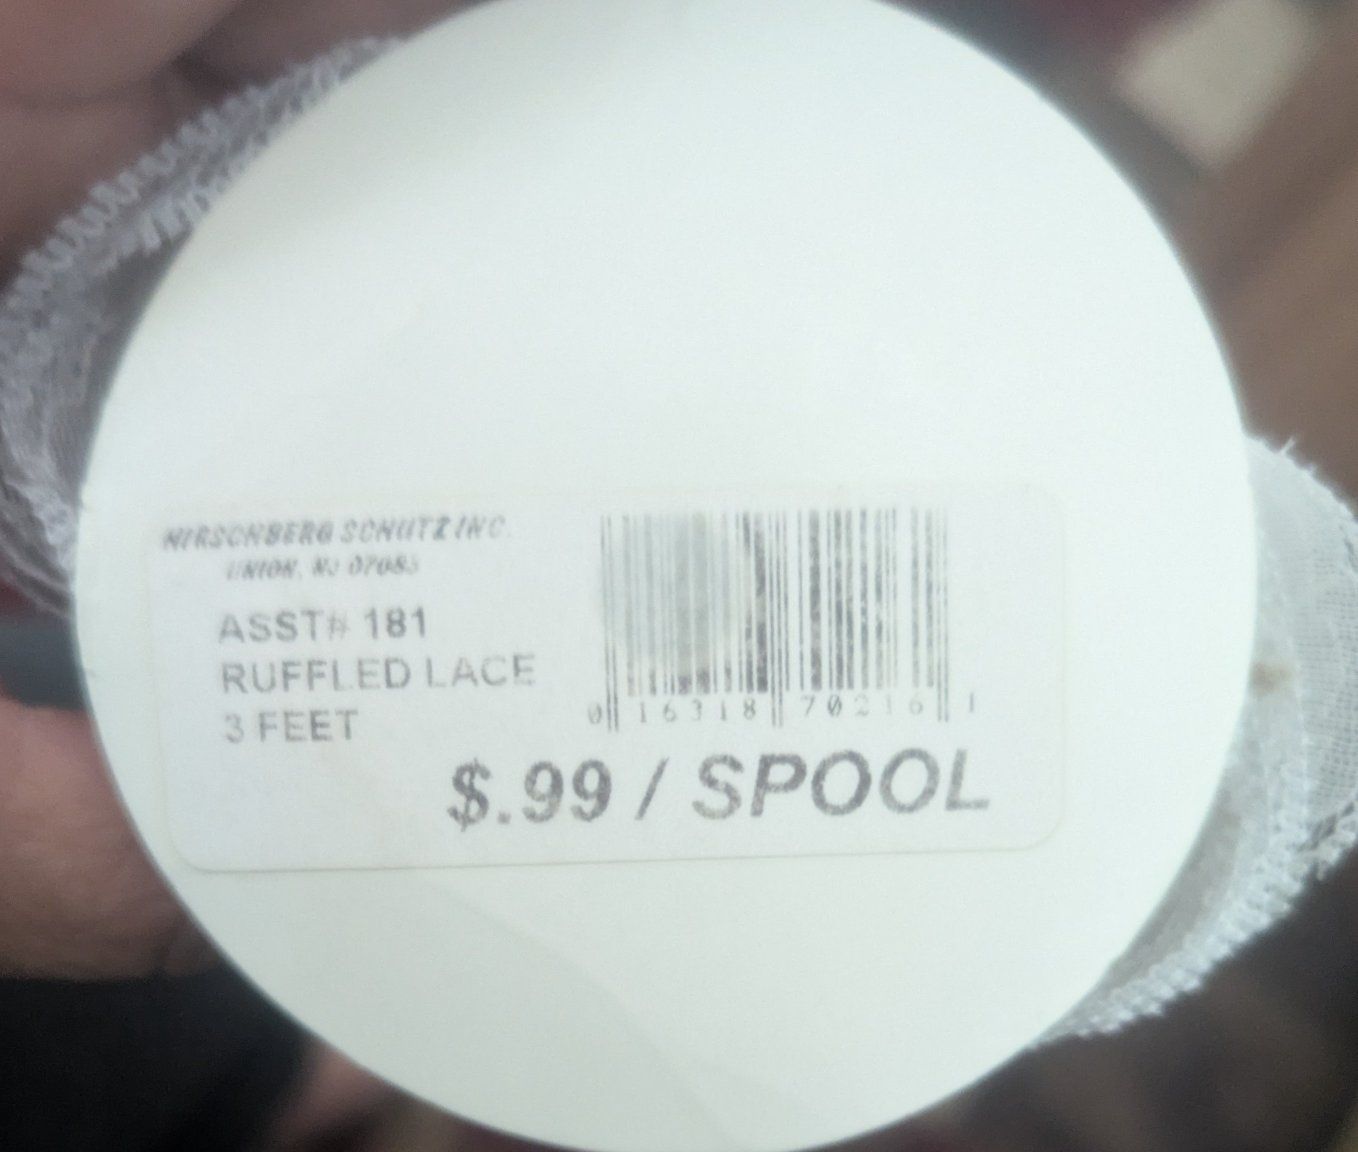 HIRSCHBERG SCHUTZ INC.
UNION, NJ 07083
ASST# 181
RUFFLED LACE
3 FEET
0 16318 70216 1
$.99 / SPOOL